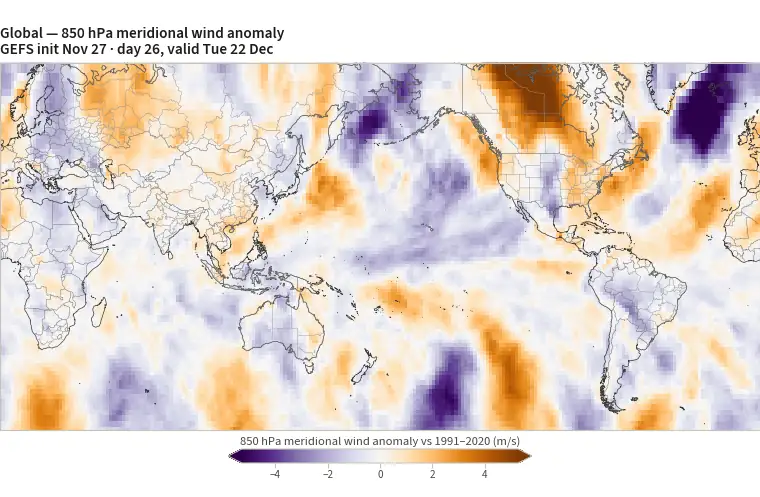 Global — 850 hPa meridional wind anomaly
GEFS init Nov 27 · day 26, valid Tue 22 Dec
850 hPa meridional wind anomaly vs 1991–2020 (m/s)
−4 −2 0 2 4